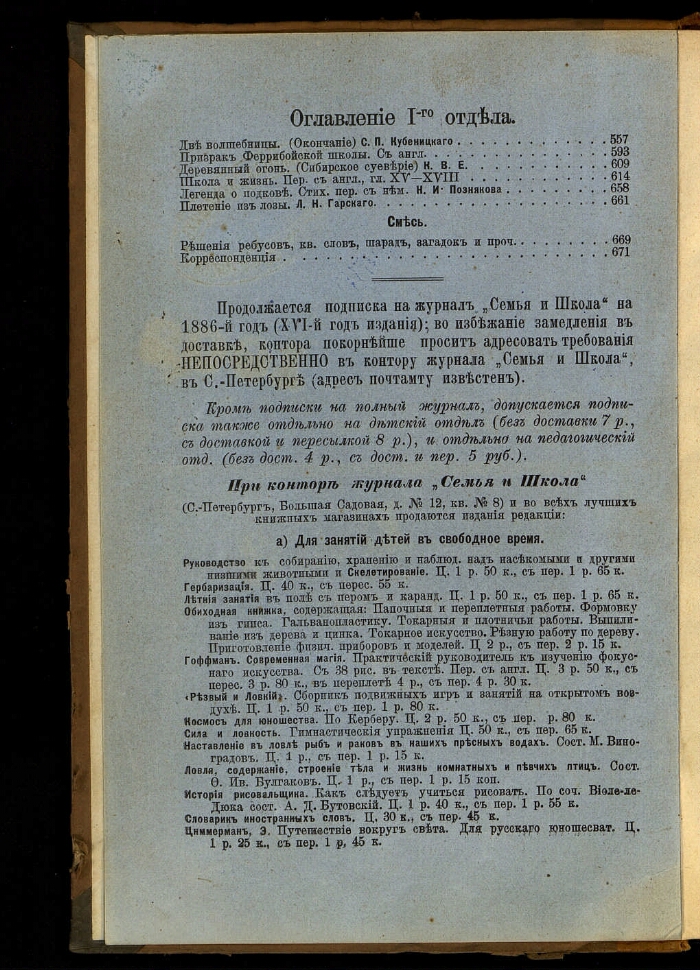 Оглавленіе I-го отдѣла.
Двѣ волшебницы. (Окончаніе) С. П. Кубеницкаго . . . . . . . . . . . . . 557
Призракъ Феррибойской школы. Съ англ. . . . . . . . . . . . . . . . 593
Деревянный огонь. (Сибирское суевѣріе) Н. В. Е. . . . . . . . . . . . . 609
Школа и жизнь. Пер. съ англ., гл. XV—XVIII . . . . . . . . . . . . . 614
Легенда о подковѣ. Стих. пер. съ нѣм. Н. И. Познякова . . . . . . . . . 658
Плетеніе изъ лозы. Л. Н. Гарскаго. . . . . . . . . . . . . . . . . . 661
Смѣсь.
Рѣшенія ребусовъ, кв. словъ, шарадъ, загадокъ и проч. . . . . . . . . . 669
Корреспонденція . . . . . . . . . . . . . . . . . . . . . . . . 671
Продолжается подписка на журналъ „Семья и Школа“ на
1886-й годъ (XVI-й годъ изданія); во избѣжаніе замедленія въ
доставкѣ, контора покорнѣйше проситъ адресовать требованія
НЕПОСРЕДСТВЕННО въ контору журнала „Семья и Школа“,
въ С.-Петербургѣ (адресъ почтамту извѣстенъ).
Кромѣ подписки на полный журналъ, допускается подпи-
ска также отдѣльно на дѣтскій отдѣлъ (безъ доставки 7 р.,
съ доставкой и пересылкой 8 р.), и отдѣльно на педагогическій
отд. (безъ дост. 4 р., съ дост. и пер. 5 руб.).
При конторѣ журнала „Семья и Школа“
(С.-Петербургъ, Большая Садовая, д. № 12, кв. № 8) и во всѣхъ лучшихъ
книжныхъ магазинахъ продаются изданія редакціи:
а) Для занятій дѣтей въ свободное время.
Руководство къ собиранію, храненію и наблюд. надъ насѣкомыми и другими
низшими животными и Скелетированіе. Ц. 1 р. 50 к., съ пер. 1 р. 65 к.
Гербаризація. Ц. 40 к., съ перес. 55 к.
Лѣтнія занятія въ полѣ съ перомъ и каранд. Ц. 1 р. 50 к., съ пер. 1 р. 65 к.
Обиходная книжка, содержащая: Папочныя и переплетныя работы. Формовку
изъ гипса. Гальванопластику. Токарныя и плотничьи работы. Выпили-
ваніе изъ дерева и цинка. Токарное искусство. Рѣзную работу по дереву.
Приготовленіе физич. приборовъ и моделей. Ц 2 р., съ пер. 2 р. 15 к.
Гоффманъ. Современная магія. Практическій руководитель къ изученію фокус-
наго искусства. Съ 38 рис. въ текстѣ. Пер. съ англ. Ц. 3 р. 50 к., съ
перес. 3 р. 80 к., въ переплетѣ 4 р., съ пер. 4 р. 30 к.
«Рѣзвый и Ловкій». Сборникъ подвижныхъ игръ и занятій на открытомъ воз-
духѣ. Ц. 1 р. 50 к., съ пер. 1 р. 80 к.
Космосъ для юношества. По Керберу. Ц. 2 р. 50 к., съ пер. р. 80 к.
Сила и ловкость. Гимнастическія упражненія Ц. 50 к., съ пер. 65 к.
Наставленіе въ ловлѣ рыбъ и раковъ въ нашихъ прѣсныхъ водахъ. Сост. М. Вино-
градовъ. Ц. 1 р., съ пер. 1 р. 15 к.
Ловля, содержаніе, строеніе тѣла и жизнь комнатныхъ и пѣвчихъ птицъ. Сост.
Ѳ. Ив. Булгаковъ. Ц. 1 р., съ пер. 1 р. 15 коп.
Исторія рисовальщика. Какъ слѣдуетъ учиться рисовать. По соч. Віоле-ле-
Дюка сост. А. Д. Бутовскій. Ц. 1 р. 40 к., съ пер. 1 р. 55 к.
Словарикъ иностранныхъ словъ. Ц. 30 к., съ пер. 45 к.
Циммерманъ, Э. Путешествіе вокругъ свѣта. Для русскаго юношесват. Ц.
1 р. 25 к., съ пер. 1 р, 45 к.